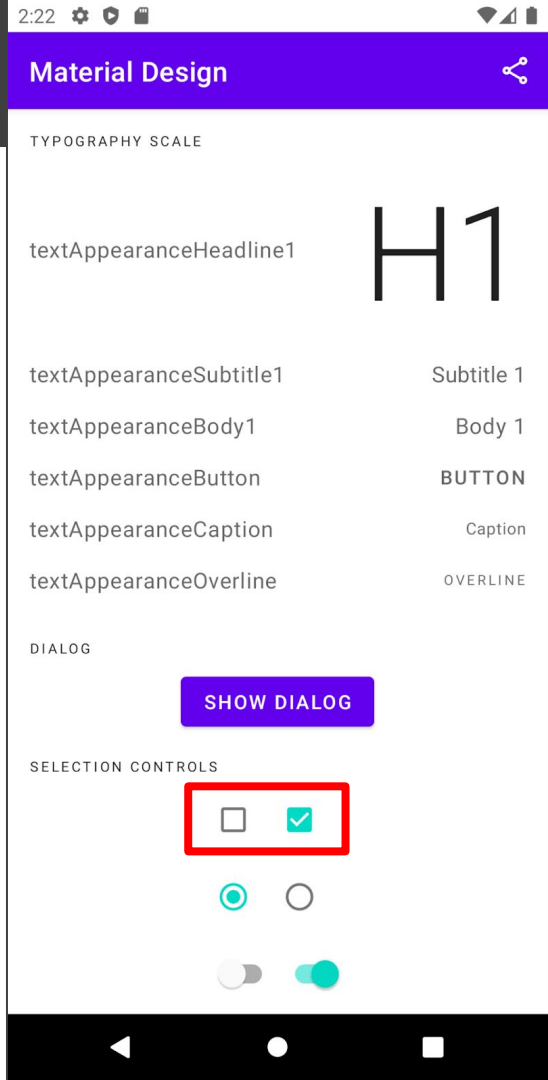 2:22
Material Design
TYPOGRAPHY SCALE
textAppearanceHeadline1 H1
textAppearanceSubtitle1 Subtitle 1
textAppearanceBody1 Body 1
textAppearanceButton BUTTON
textAppearanceCaption Caption
textAppearanceOverline OVERLINE
DIALOG
SHOW DIALOG
SELECTION CONTROLS